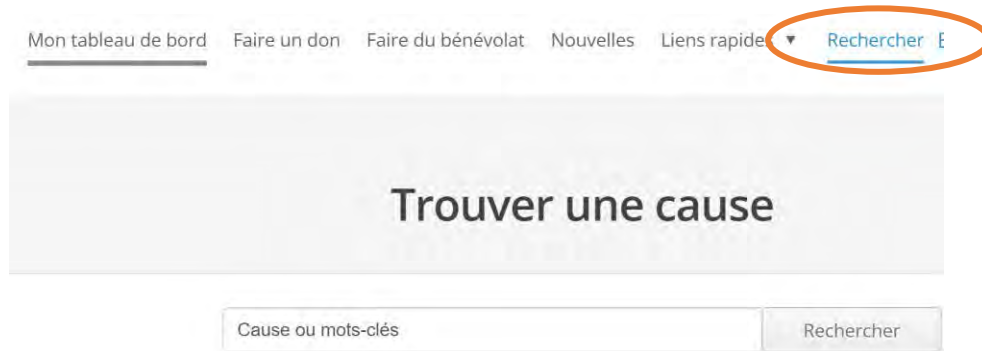 Mon tableau de bord Faire un don Faire du bénévolat Nouvelles Liens rapides ▼ Rechercher
Trouver une cause
Cause ou mots-clés Rechercher